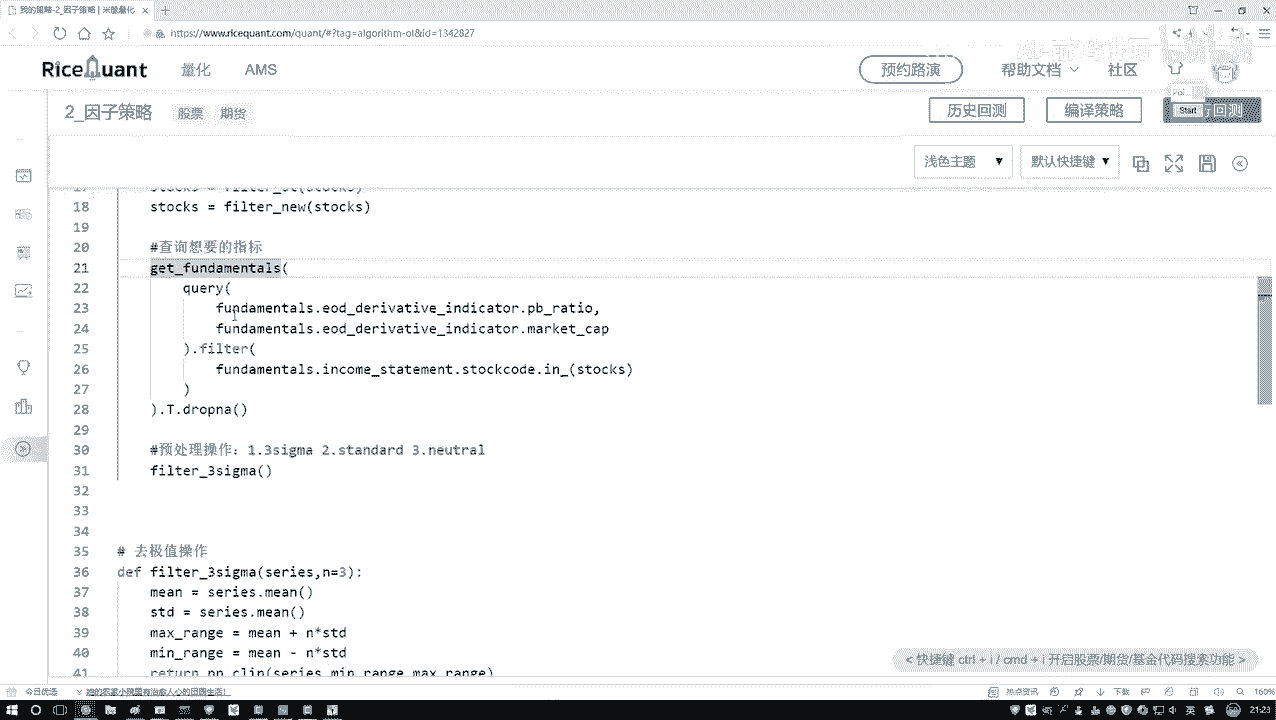 我的策略-2_因子策略 | 米筐量化
https://www.ricequant.com/quant/#?tag=algorithm-ol&id=1342827
RiceQuant 量化 AMS 预约路演 帮助文档 社区
2_因子策略 股票 期货 历史回测 编译策略 行回测
Start
浅色主题 默认快捷键
17 stocks = filter_st(stocks)
18 stocks = filter_new(stocks)
19
20 #查询想要的指标
21 get_fundamentals(
22 query(
23 fundamentals.eod_derivative_indicator.pb_ratio,
24 fundamentals.eod_derivative_indicator.market_cap
25 ).filter(
26 fundamentals.income_statement.stockcode.in_(stocks)
27 )
28 ).T.dropna()
29
30 #预处理操作：1.3sigma 2.standard 3.neutral
31 filter_3sigma()
32
33
34
35 # 去极值操作
36 def filter_3sigma(series,n=3):
37 mean = series.mean()
38 std = series.mean()
39 max_range = mean + n*std
40 min_range = mean - n*std
41 return np.clip(series,min_range,max_range)
< 快捷键 ctrl + i / cmd + i 开启股票/期货/基金代码搜索功能 >
今日优选 热点资讯 下载 160%
英 21:23